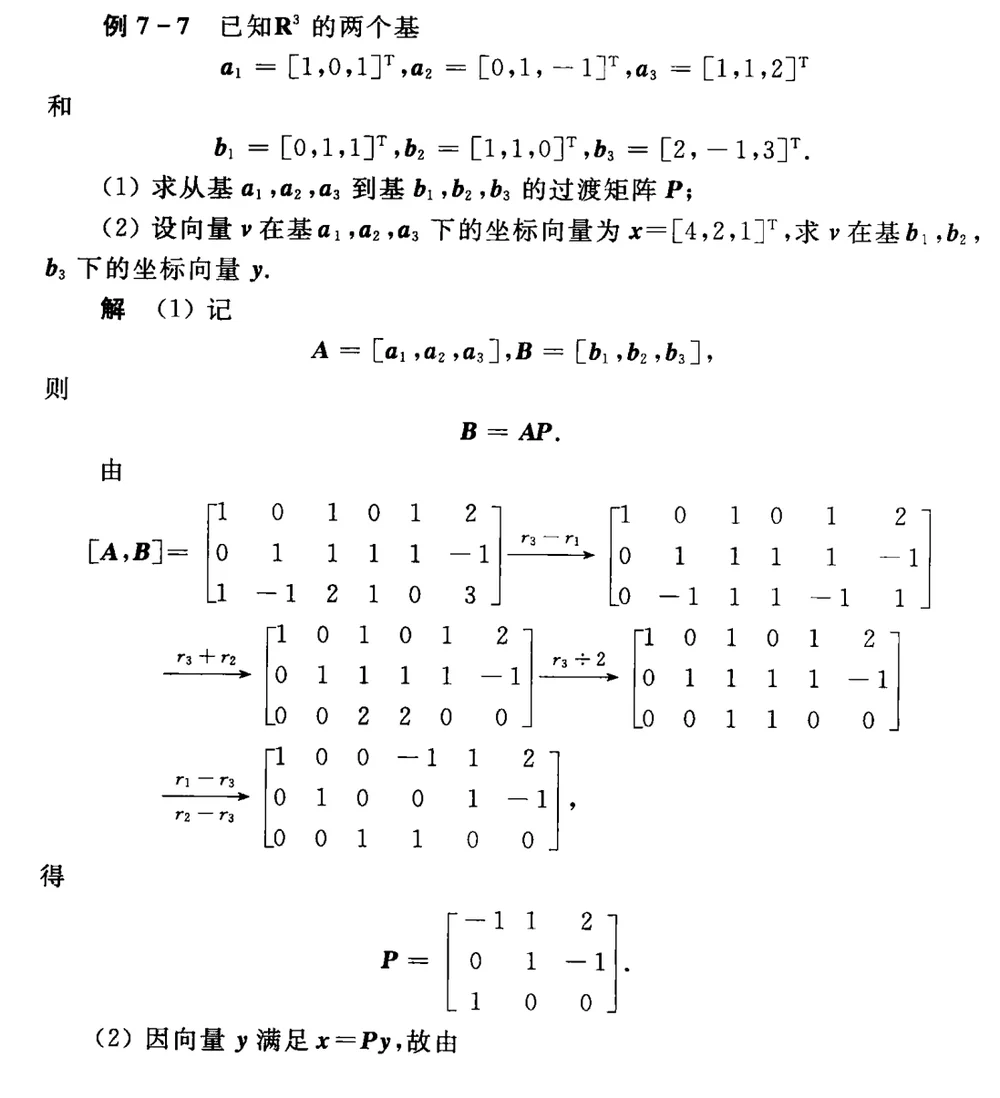 例 7-7 已知R³ 的两个基
a₁ = [1,0,1]ᵀ,a₂ = [0,1,-1]ᵀ,a₃ = [1,1,2]ᵀ
和
b₁ = [0,1,1]ᵀ,b₂ = [1,1,0]ᵀ,b₃ = [2,-1,3]ᵀ.
(1) 求从基 a₁,a₂,a₃ 到基 b₁,b₂,b₃ 的过渡矩阵 P;
(2) 设向量 v 在基a₁,a₂,a₃ 下的坐标向量为 x=[4,2,1]ᵀ,求 v 在基b₁,b₂,
b₃ 下的坐标向量 y.
解 (1) 记
A = [a₁,a₂,a₃],B = [b₁,b₂,b₃],
则
B = AP.
由
1 0 1 0 1 2 1 0 1 0 1 2
[A,B]= 0 1 1 1 1 -1 r₃-r₁ 0 1 1 1 1 -1
1 -1 2 1 0 3 0 -1 1 1 -1 1
1 0 1 0 1 2 1 0 1 0 1 2
r₃+r₂ 0 1 1 1 1 -1 r₃÷2 0 1 1 1 1 -1
0 0 2 2 0 0 0 0 1 1 0 0
1 0 0 -1 1 2
r₁-r₃ r₂-r₃ 0 1 0 0 1 -1 ,
0 0 1 1 0 0
得
-1 1 2
P= 0 1 -1 .
1 0 0
(2) 因向量 y 满足 x=Py,故由